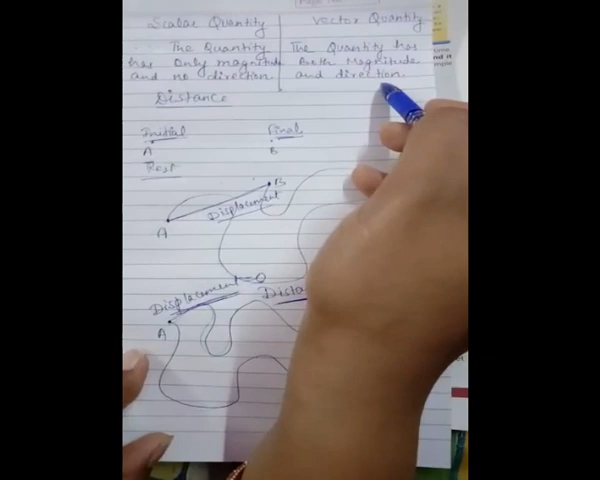 Scalar Quantity
Vector Quantity
The Quantity
has Only magnitude
and no direction.
The Quantity has
Both Magnitude
and direction.
Distance
Initial
Final
A
B
Rest
B
Displacement
A
Displacement = 0
Dista
A